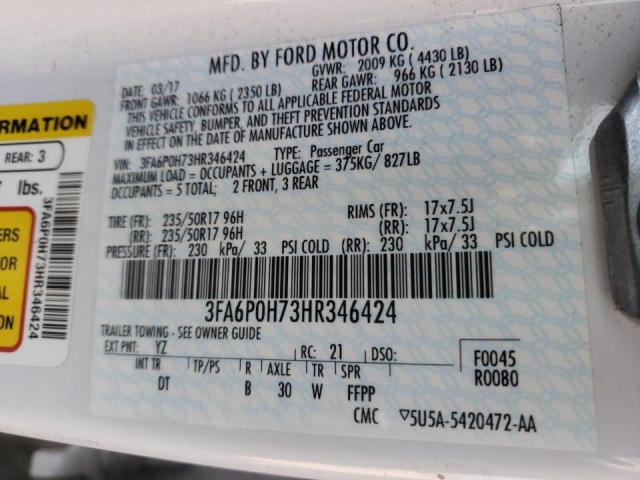 MFD. BY FORD MOTOR CO.
DATE: 03/17 GVWR: 2009 KG ( 4430 LB)
FRONT GAWR: 1066 KG ( 2350 LB) REAR GAWR: 966 KG ( 2130 LB)
THIS VEHICLE CONFORMS TO ALL APPLICABLE FEDERAL MOTOR
VEHICLE SAFETY, BUMPER, AND THEFT PREVENTION STANDARDS
IN EFFECT ON THE DATE OF MANUFACTURE SHOWN ABOVE.
VIN: 3FA6P0H73HR346424 TYPE: Passenger Car
MAXIMUM LOAD = OCCUPANTS + LUGGAGE = 375KG/ 827LB
OCCUPANTS = 5 TOTAL; 2 FRONT, 3 REAR
TIRE (FR): 235/50R17 96H RIMS (FR): 17x7.5J
(RR): 235/50R17 96H (RR): 17x7.5J
PRESSURE (FR): 230 kPa/ 33 PSI COLD (RR): 230 kPa/ 33 PSI COLD
3FA6P0H73HR346424
TRAILER TOWING - SEE OWNER GUIDE
EXT PNT: YZ RC: 21 DSO: F0045
INT TR TP/PS R AXLE TR SPR R0080
DT B 30 W FFPP
CMC ▽5U5A-5420472-AA
ORMATION
REAR: 3
lbs.
3FA6P0H73HR346424
ERS
TO
AL
ON